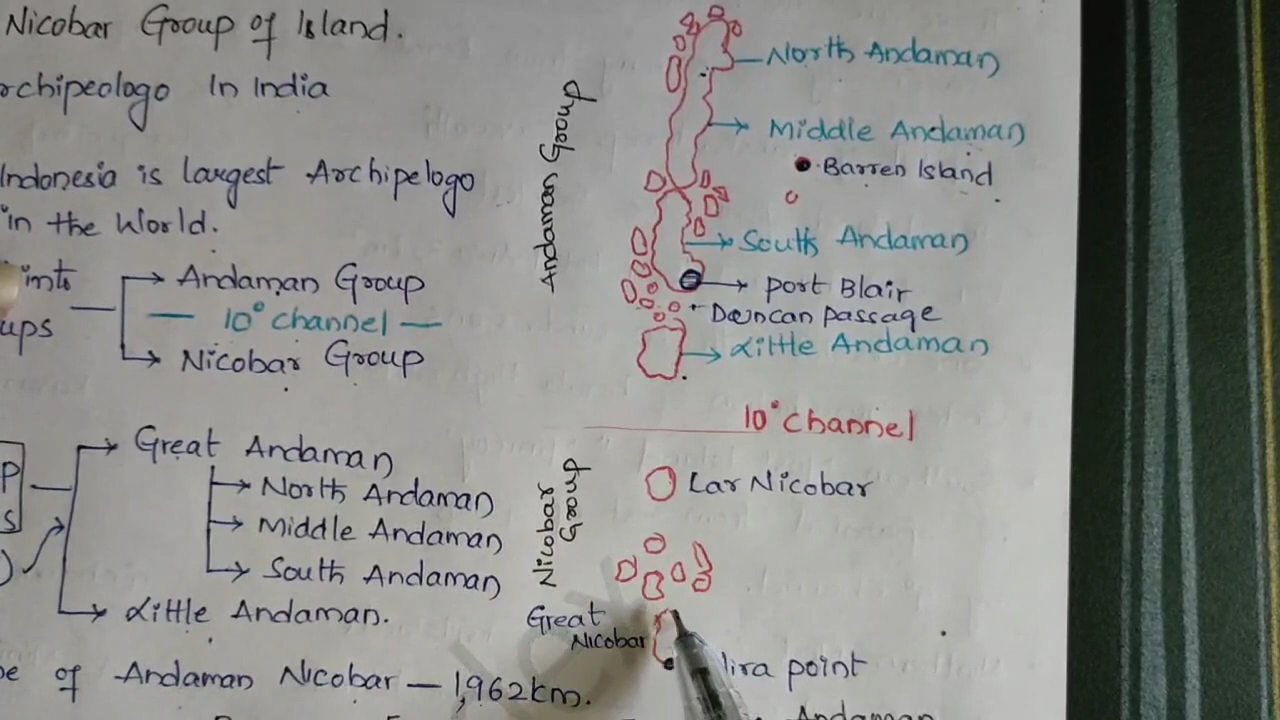 Nicobar Group of Island.
rchipeologo In India
Indonesia is largest Archipelogo
in the World.
into
ups
Andaman Group
10° channel
Nicobar Group
P
S
)
Great Andaman
North Andaman
Middle Andaman
South Andaman
Little Andaman.
pe of Andaman Nicobar — 1,962km.
Andaman Group
North Andaman
Middle Andaman
Barren Island
South Andaman
Port Blair
Duncan passage
Little Andaman
10° channel
Nicobar
Group
Car Nicobar
Great
Nicobar
dira point
Andaman